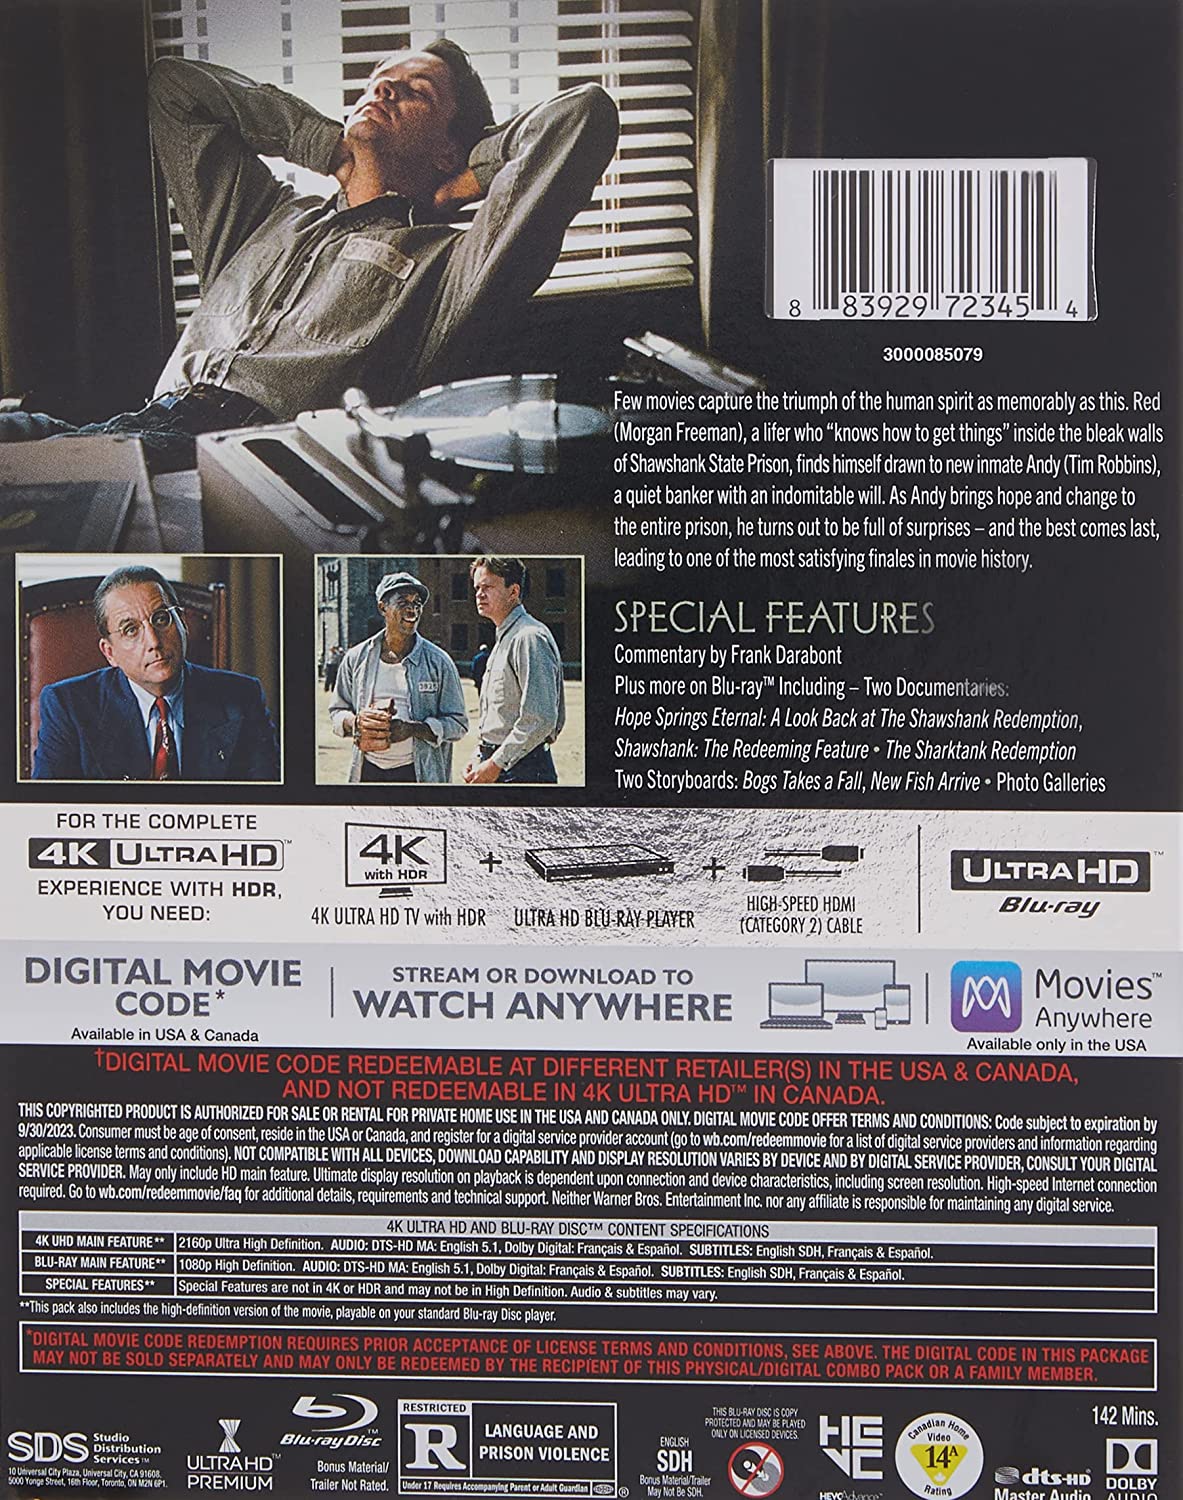 8 83929 72345 4
3000085079
Few movies capture the triumph of the human spirit as memorably as this. Red
(Morgan Freeman), a lifer who “knows how to get things” inside the bleak walls
of Shawshank State Prison, finds himself drawn to new inmate Andy (Tim Robbins),
a quiet banker with an indomitable will. As Andy brings hope and change to
the entire prison, he turns out to be full of surprises – and the best comes last,
leading to one of the most satisfying finales in movie history.
SPECIAL FEATURES
Commentary by Frank Darabont
Plus more on Blu-ray™ Including – Two Documentaries:
Hope Springs Eternal: A Look Back at The Shawshank Redemption,
Shawshank: The Redeeming Feature • The Sharktank Redemption
Two Storyboards: Bogs Takes a Fall, New Fish Arrive • Photo Galleries
FOR THE COMPLETE
4K ULTRAHD™
EXPERIENCE WITH HDR,
YOU NEED:
4K
with HDR
4K ULTRA HD TV with HDR
+
ULTRA HD BLU-RAY PLAYER
+
HIGH-SPEED HDMI
(CATEGORY 2) CABLE
ULTRAHD™
Blu-ray
DIGITAL MOVIE
CODE*
Available in USA & Canada
STREAM OR DOWNLOAD TO
WATCH ANYWHERE
Movies™
Anywhere
Available only in the USA
†DIGITAL MOVIE CODE REDEEMABLE AT DIFFERENT RETAILER(S) IN THE USA & CANADA,
AND NOT REDEEMABLE IN 4K ULTRA HD™ IN CANADA.
THIS COPYRIGHTED PRODUCT IS AUTHORIZED FOR SALE OR RENTAL FOR PRIVATE HOME USE IN THE USA AND CANADA ONLY. DIGITAL MOVIE CODE OFFER TERMS AND CONDITIONS: Code subject to expiration by
9/30/2023. Consumer must be age of consent, reside in the USA or Canada, and register for a digital service provider account (go to wb.com/redeemmovie for a list of digital service providers and information regarding
applicable license terms and conditions). NOT COMPATIBLE WITH ALL DEVICES, DOWNLOAD CAPABILITY AND DISPLAY RESOLUTION VARIES BY DEVICE AND BY DIGITAL SERVICE PROVIDER, CONSULT YOUR DIGITAL
SERVICE PROVIDER. May only include HD main feature. Ultimate display resolution on playback is dependent upon connection and device characteristics, including screen resolution. High-speed Internet connection
required. Go to wb.com/redeemmovie/faq for additional details, requirements and technical support. Neither Warner Bros. Entertainment Inc. nor any affiliate is responsible for maintaining any digital service.
4K ULTRA HD AND BLU-RAY DISC™ CONTENT SPECIFICATIONS
4K UHD MAIN FEATURE** 2160p Ultra High Definition. AUDIO: DTS-HD MA: English 5.1, Dolby Digital: Français & Español. SUBTITLES: English SDH, Français & Español.
BLU-RAY MAIN FEATURE** 1080p High Definition. AUDIO: DTS-HD MA: English 5.1, Dolby Digital: Français & Español. SUBTITLES: English SDH, Français & Español.
SPECIAL FEATURES** Special Features are not in 4K or HDR and may not be in High Definition. Audio & subtitles may vary.
**This pack also includes the high-definition version of the movie, playable on your standard Blu-ray Disc player.
*DIGITAL MOVIE CODE REDEMPTION REQUIRES PRIOR ACCEPTANCE OF LICENSE TERMS AND CONDITIONS, SEE ABOVE. THE DIGITAL CODE IN THIS PACKAGE
MAY NOT BE SOLD SEPARATELY AND MAY ONLY BE REDEEMED BY THE RECIPIENT OF THIS PHYSICAL/DIGITAL COMBO PACK OR A FAMILY MEMBER.
SDS Studio
Distribution
Services™
10 Universal City Plaza, Universal City, CA 91608.
5000 Yonge Street, 16th Floor, Toronto, ON M2N 6P1.
ULTRAHD™
PREMIUM
Blu-ray Disc™
Bonus Material/
Trailer Not Rated.
RESTRICTED
R
LANGUAGE AND
PRISON VIOLENCE
Under 17 Requires Accompanying Parent or Adult Guardian ®
ENGLISH
SDH
Bonus Material/Trailer
May Not Be SDH.
THIS BLU-RAY DISC IS COPY
PROTECTED AND MAY BE PLAYED
ONLY ON LICENSED DEVICES.
HEVC
HEVCAdvance™
Canadian Home
Video
14A
Rating
142 Mins.
dts-HD
Master Audio
DOLBY
AUDIO